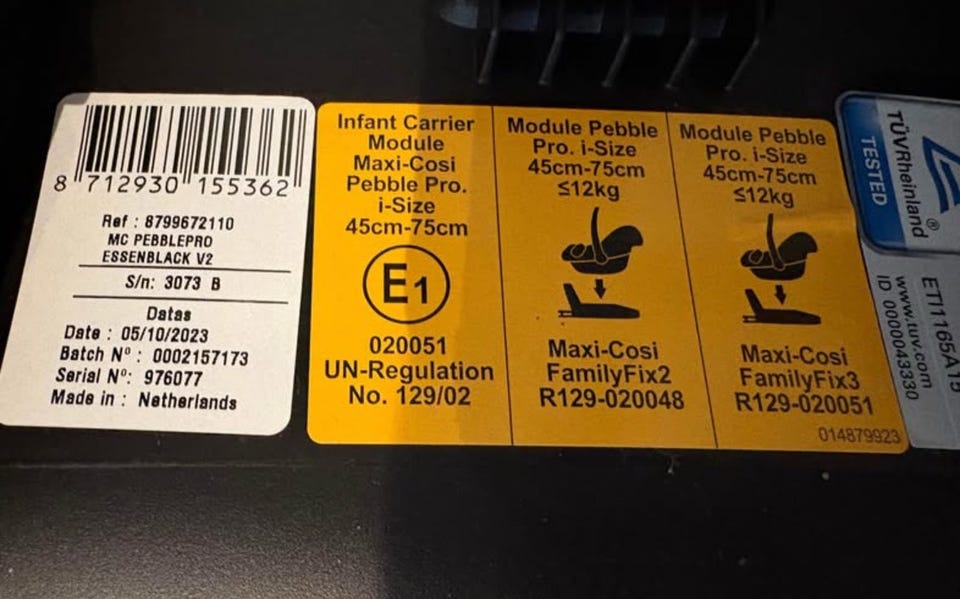 8 712930 155362
Ref : 8799672110
MC PEBBLEPRO
ESSENBLACK V2
S/n: 3073 B
Datas
Date : 05/10/2023
Batch Nº : 0002157173
Serial Nº: 976077
Made in : Netherlands
Infant Carrier
Module
Maxi-Cosi
Pebble Pro.
i-Size
45cm-75cm
E1
020051
UN-Regulation
No. 129/02
Module Pebble
Pro. i-Size
45cm-75cm
≤12kg
Maxi-Cosi
FamilyFix2
R129-020048
Module Pebble
Pro. i-Size
45cm-75cm
≤12kg
Maxi-Cosi
FamilyFix3
R129-020051
014879923
TÜVRheinland®
TESTED
ETI1165A15
www.tuv.com
ID 0000043330